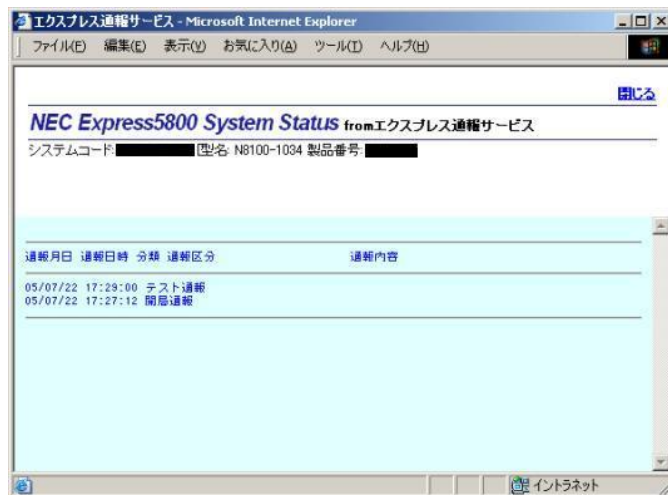 エクスプレス通報サービス - Microsoft Internet Explorer
ファイル(F) 編集(E) 表示(V) お気に入り(A) ツール(T) ヘルプ(H)
閉じる
NEC Express5800 System Status fromエクスプレス通報サービス
システムコード: 型名: N8100-1034 製品番号:
通報月日 通報日時 分類 通報区分 通報内容
05/07/22 17:29:00 テスト通報
05/07/22 17:27:12 開局通報
イントラネット